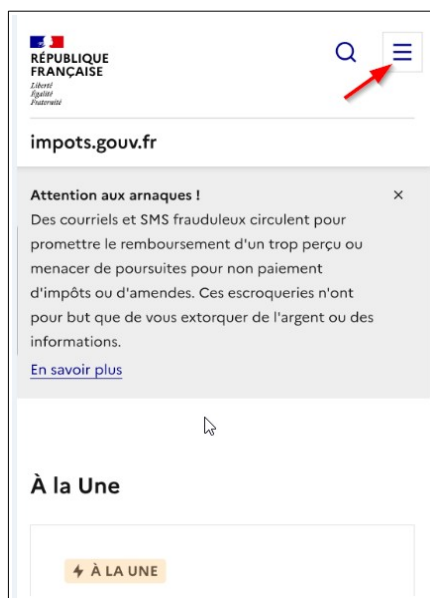 RÉPUBLIQUE
FRANÇAISE
Liberté
Égalité
Fraternité
impots.gouv.fr
Attention aux arnaques !
Des courriels et SMS frauduleux circulent pour
promettre le remboursement d'un trop perçu ou
menacer de poursuites pour non paiement
d'impôts ou d'amendes. Ces escroqueries n'ont
pour but que de vous extorquer de l'argent ou des
informations.
En savoir plus
À la Une
À LA UNE